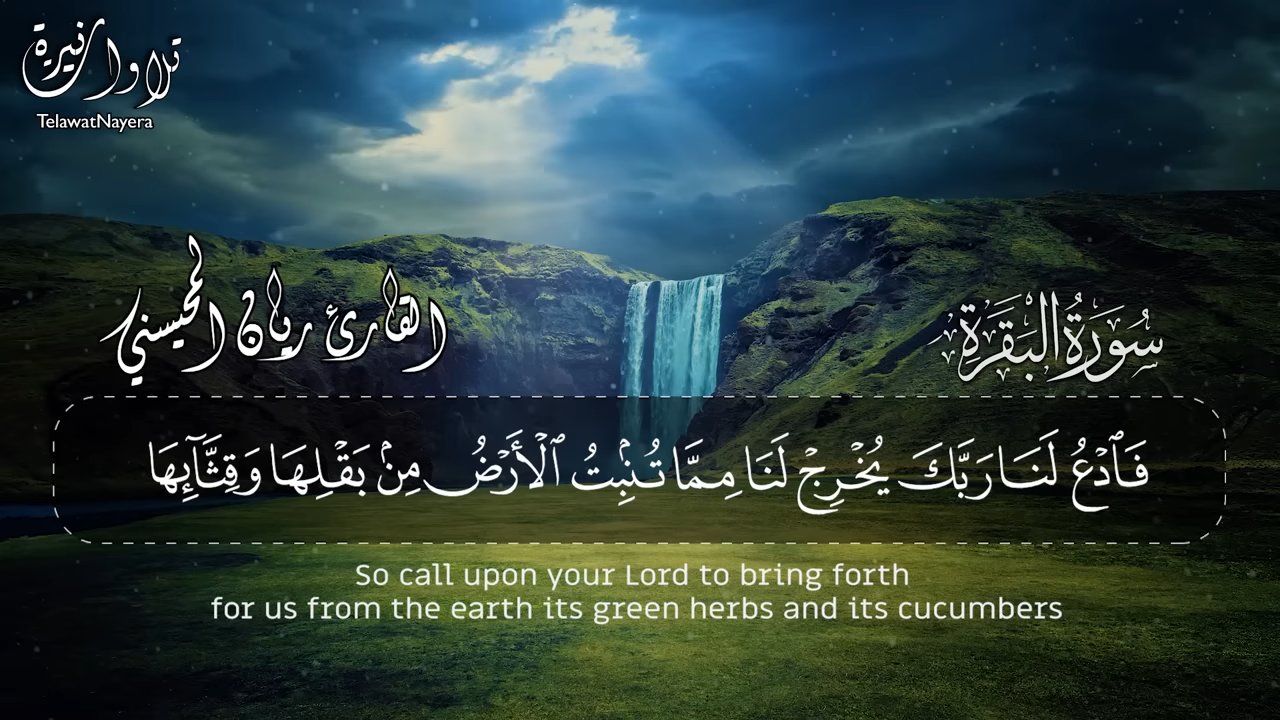 تلاوات نيرة
TelawatNayera
سُورَةُ البَقَرَةِ
القارئ ريان المحيسني
فَٱدْعُ لَنَا رَبَّكَ يُخْرِجْ لَنَا مِمَّا تُنۢبِتُ ٱلْأَرْضُ مِنۢ بَقْلِهَا وَقِثَّآئِهَا
So call upon your Lord to bring forth
for us from the earth its green herbs and its cucumbers